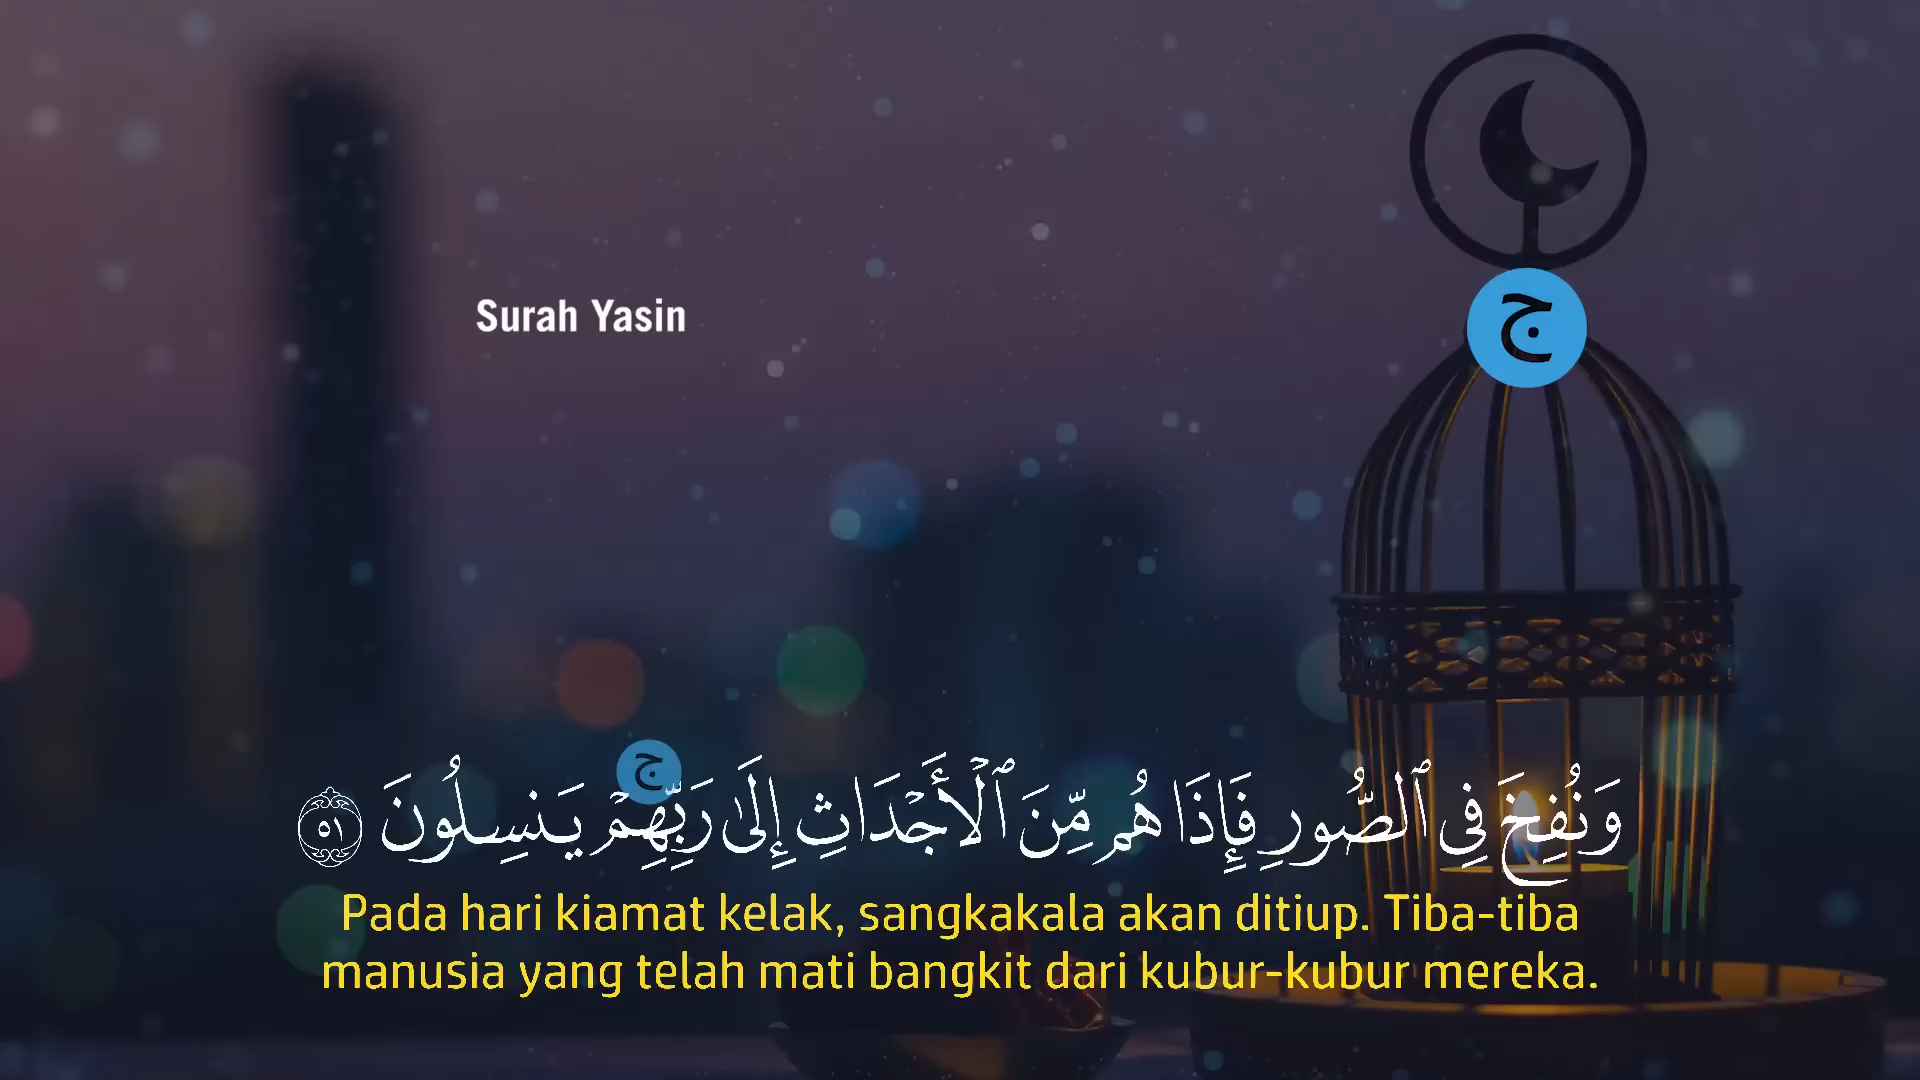 Surah Yasin
ج
ج
وَنُفِخَ فِى ٱلصُّورِ فَإِذَا هُم مِّنَ ٱلْأَجْدَاثِ إِلَىٰ رَبِّهِمْ يَنسِلُونَ ٥١
Pada hari kiamat kelak, sangkakala akan ditiup. Tiba-tiba
manusia yang telah mati bangkit dari kubur-kubur mereka.